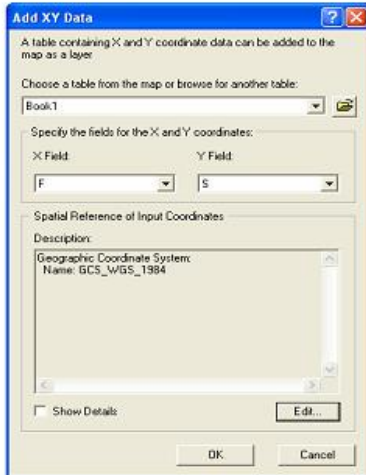 Add XY Data
A table containing X and Y coordinate data can be added to the
map as a layer
Choose a table from the map or browse for another table:
Book1
Specify the fields for the X and Y coordinates:
X Field: Y Field:
F S
Spatial Reference of Input Coordinates
Description:
Geographic Coordinate System:
Name: GCS_WGS_1984
Show Details Edit...
OK Cancel